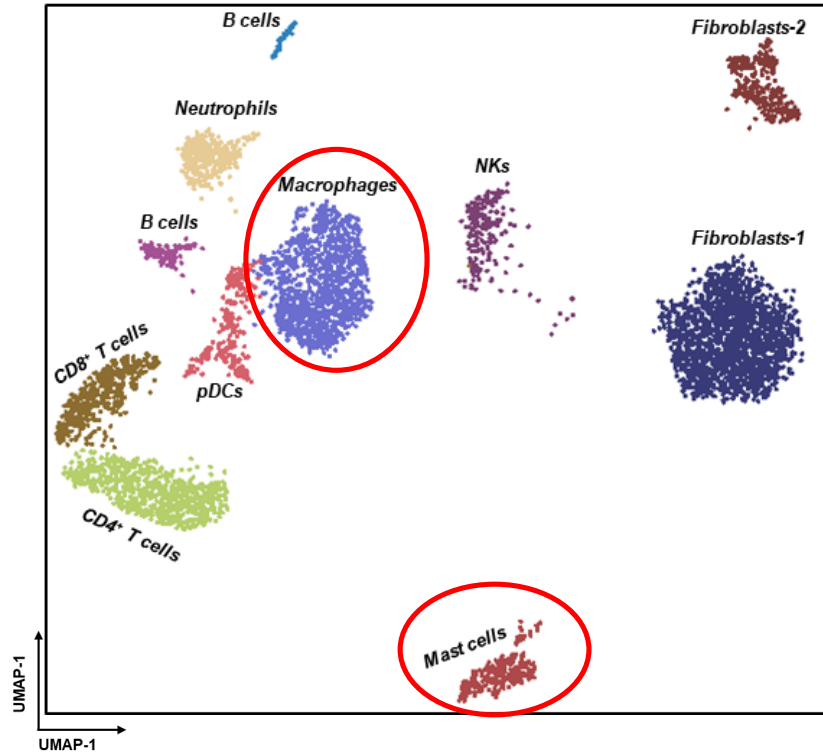 B cells
Fibroblasts-2
Neutrophils
Macrophages
NKs
B cells
Fibroblasts-1
CD8⁺ T cells
pDCs
CD4⁺ T cells
Mast cells
UMAP-1
UMAP-1